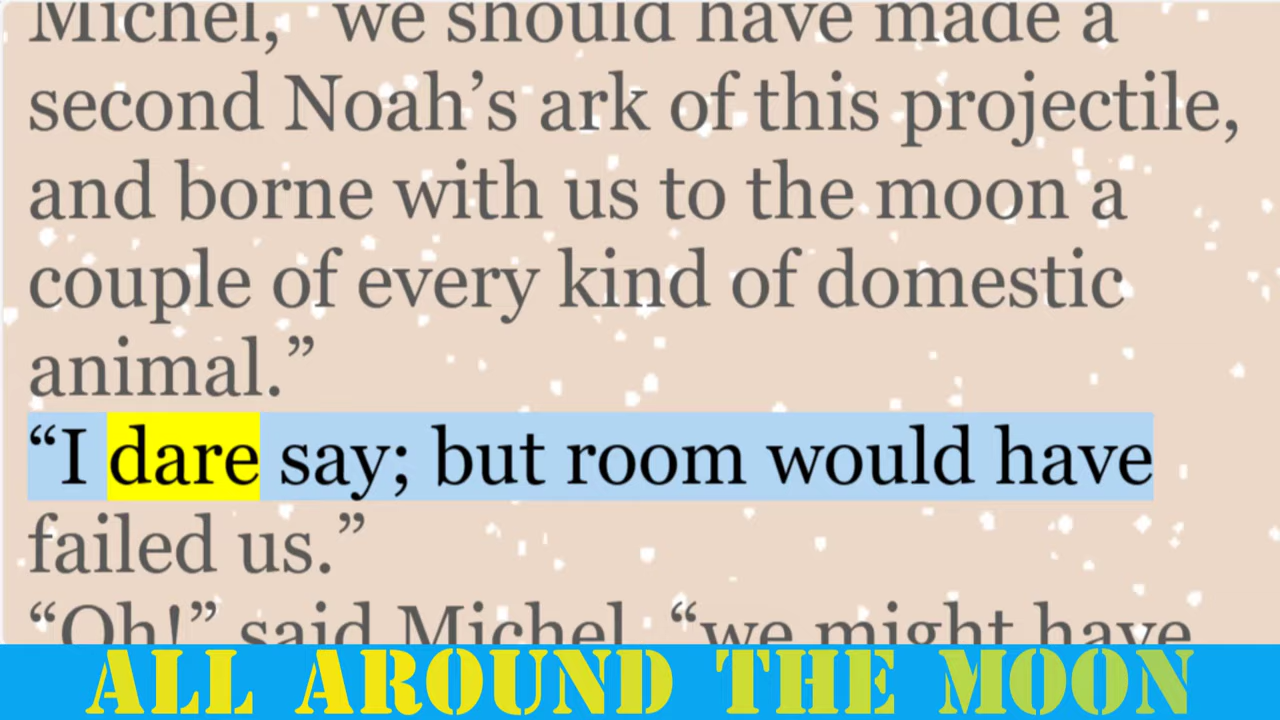 Michel, “we should have made a
second Noah’s ark of this projectile,
and borne with us to the moon a
couple of every kind of domestic
animal.”
“I dare say; but room would have
failed us.”
“Oh!” said Michel, “we might have
ALL AROUND THE MOON